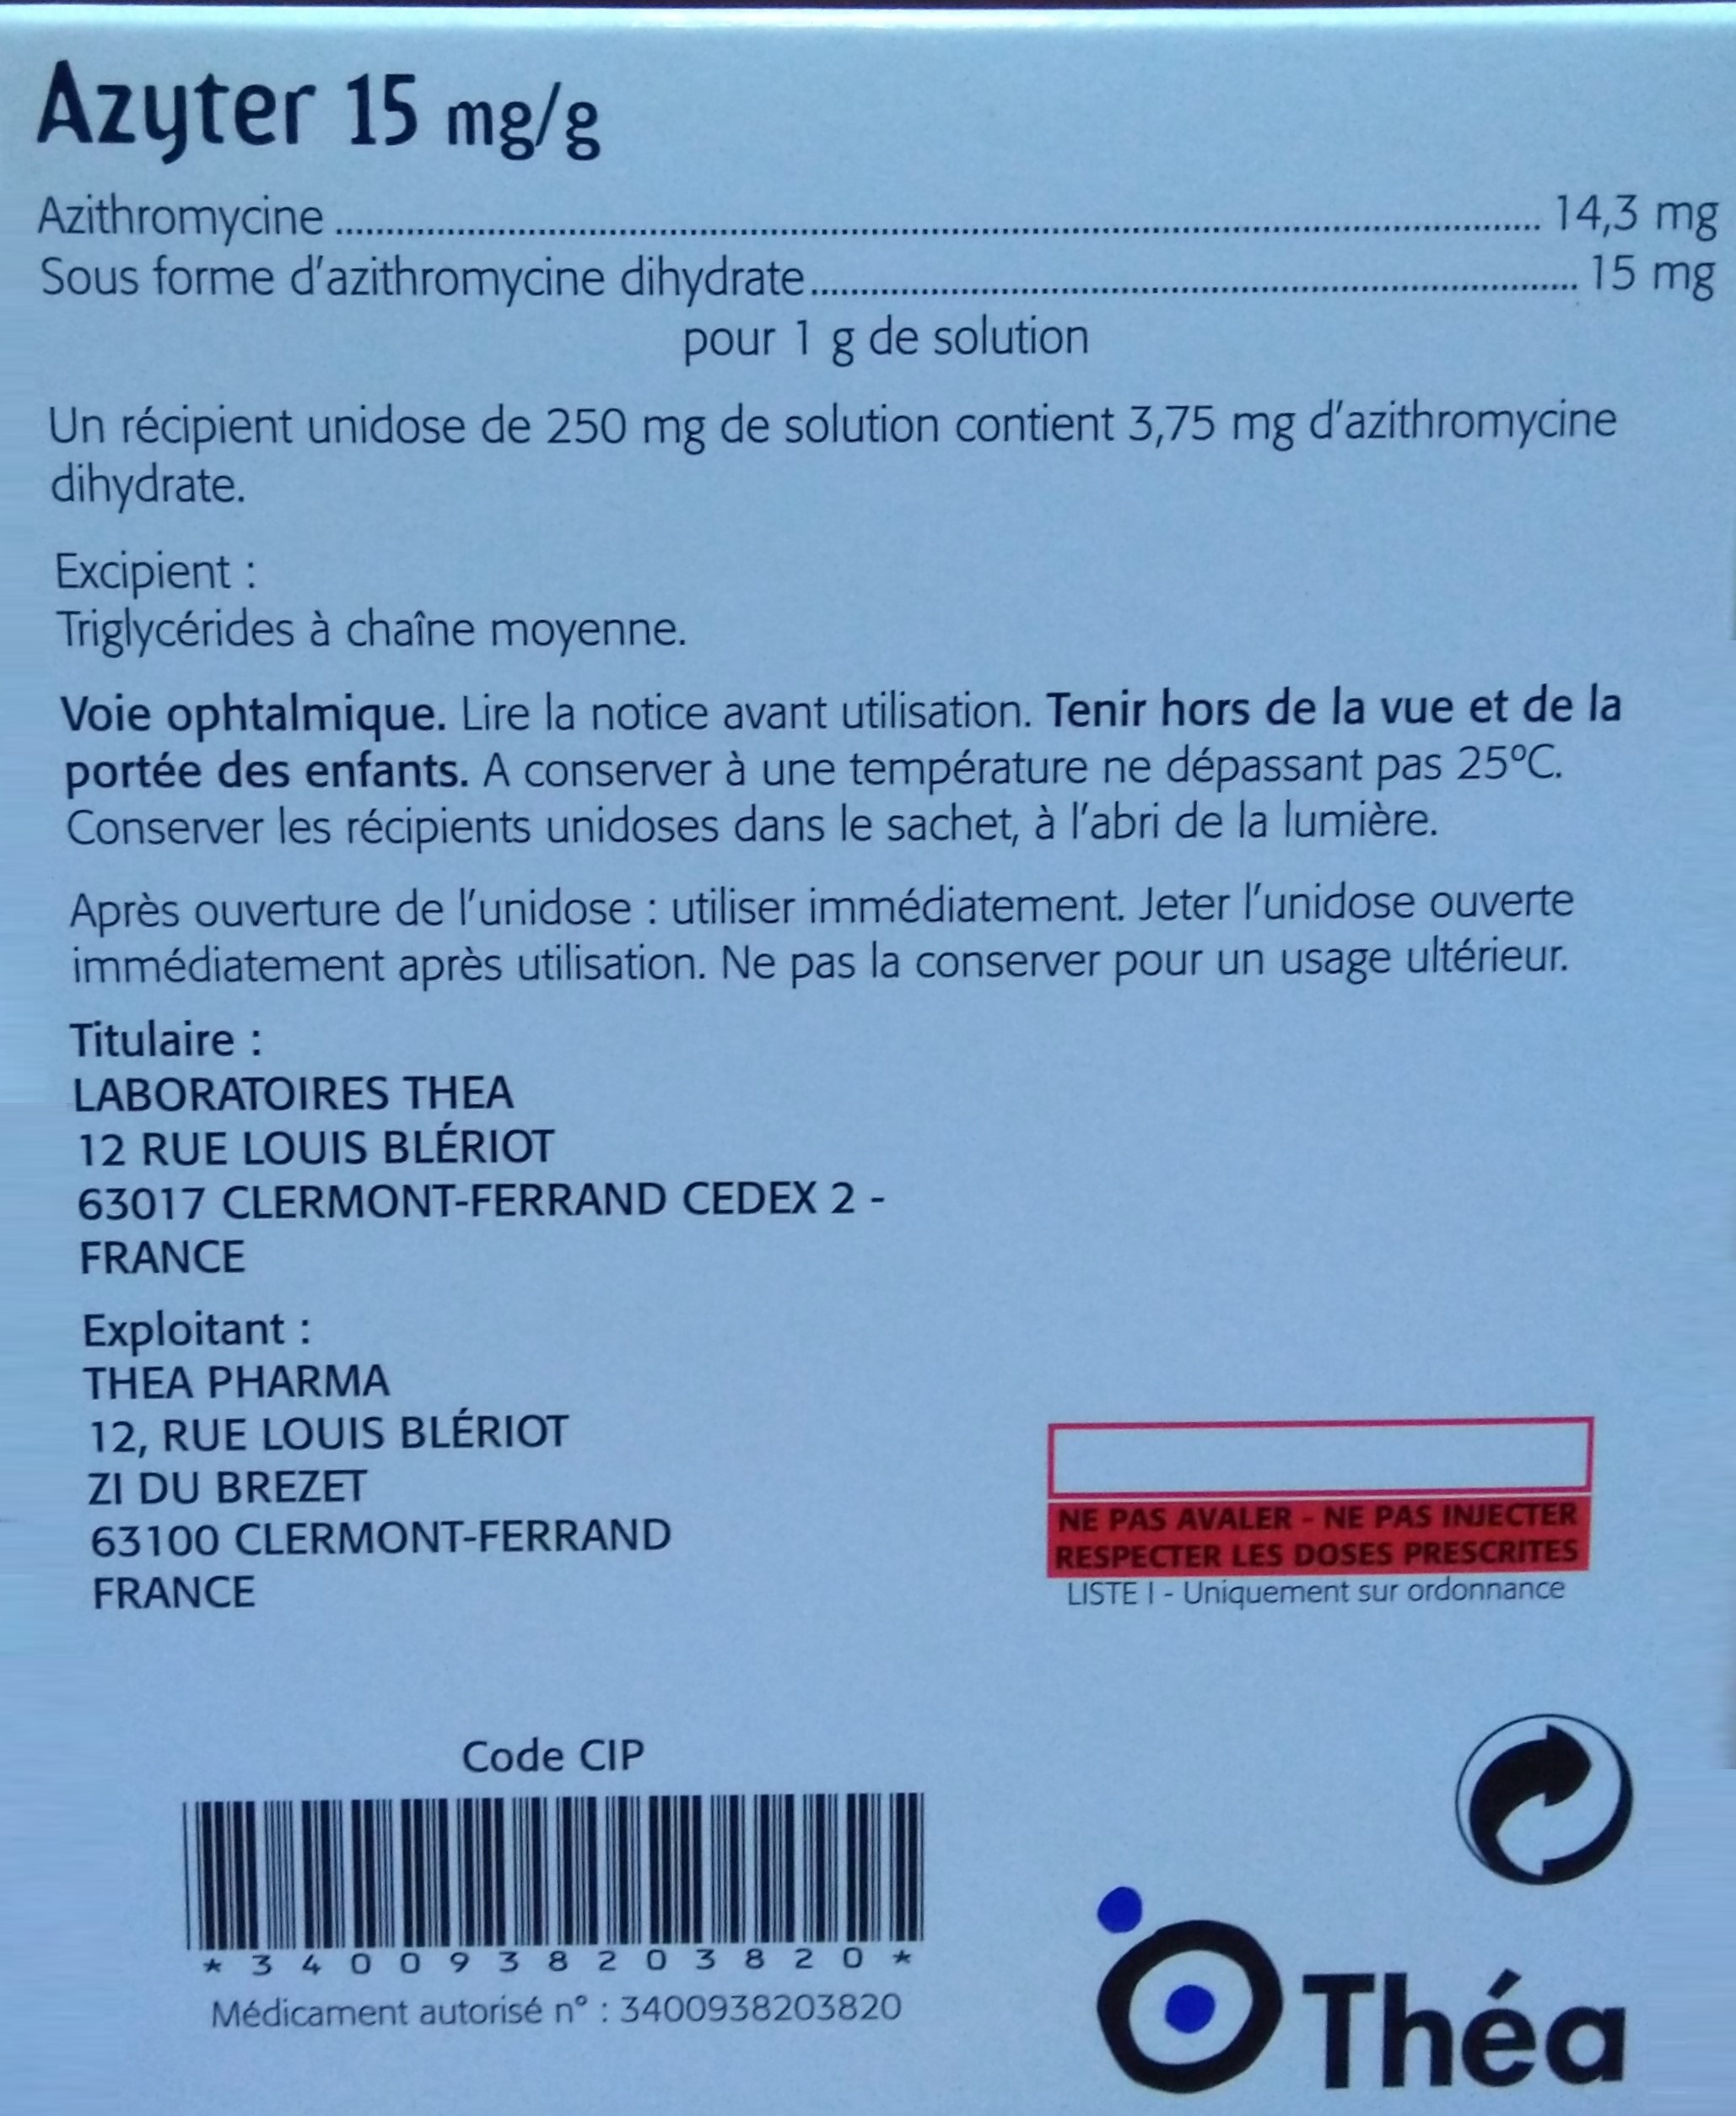 Azyter 15 mg/g
Azithromycine ........................................ 14,3 mg
Sous forme d'azithromycine dihydrate ........................................ 15 mg
pour 1 g de solution
Un récipient unidose de 250 mg de solution contient 3,75 mg d'azithromycine
dihydrate.
Excipient :
Triglycérides à chaîne moyenne.
Voie ophtalmique. Lire la notice avant utilisation. Tenir hors de la vue et de la
portée des enfants. A conserver à une température ne dépassant pas 25°C.
Conserver les récipients unidoses dans le sachet, à l'abri de la lumière.
Après ouverture de l'unidose : utiliser immédiatement. Jeter l'unidose ouverte
immédiatement après utilisation. Ne pas la conserver pour un usage ultérieur.
Titulaire :
LABORATOIRES THEA
12 RUE LOUIS BLÉRIOT
63017 CLERMONT-FERRAND CEDEX 2 -
FRANCE
Exploitant :
THEA PHARMA
12, RUE LOUIS BLÉRIOT
ZI DU BREZET
63100 CLERMONT-FERRAND
FRANCE
NE PAS AVALER - NE PAS INJECTER
RESPECTER LES DOSES PRESCRITES
LISTE I - Uniquement sur ordonnance
Code CIP
* 3 4 0 0 9 3 8 2 0 3 8 2 0 *
Médicament autorisé n° : 3400938203820
Théa